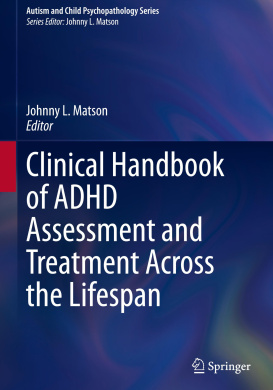 Autism and Child Psychopathology Series
Series Editor: Johnny L. Matson
Johnny L. Matson
Editor
Clinical Handbook
of ADHD
Assessment and
Treatment Across
the Lifespan
Springer